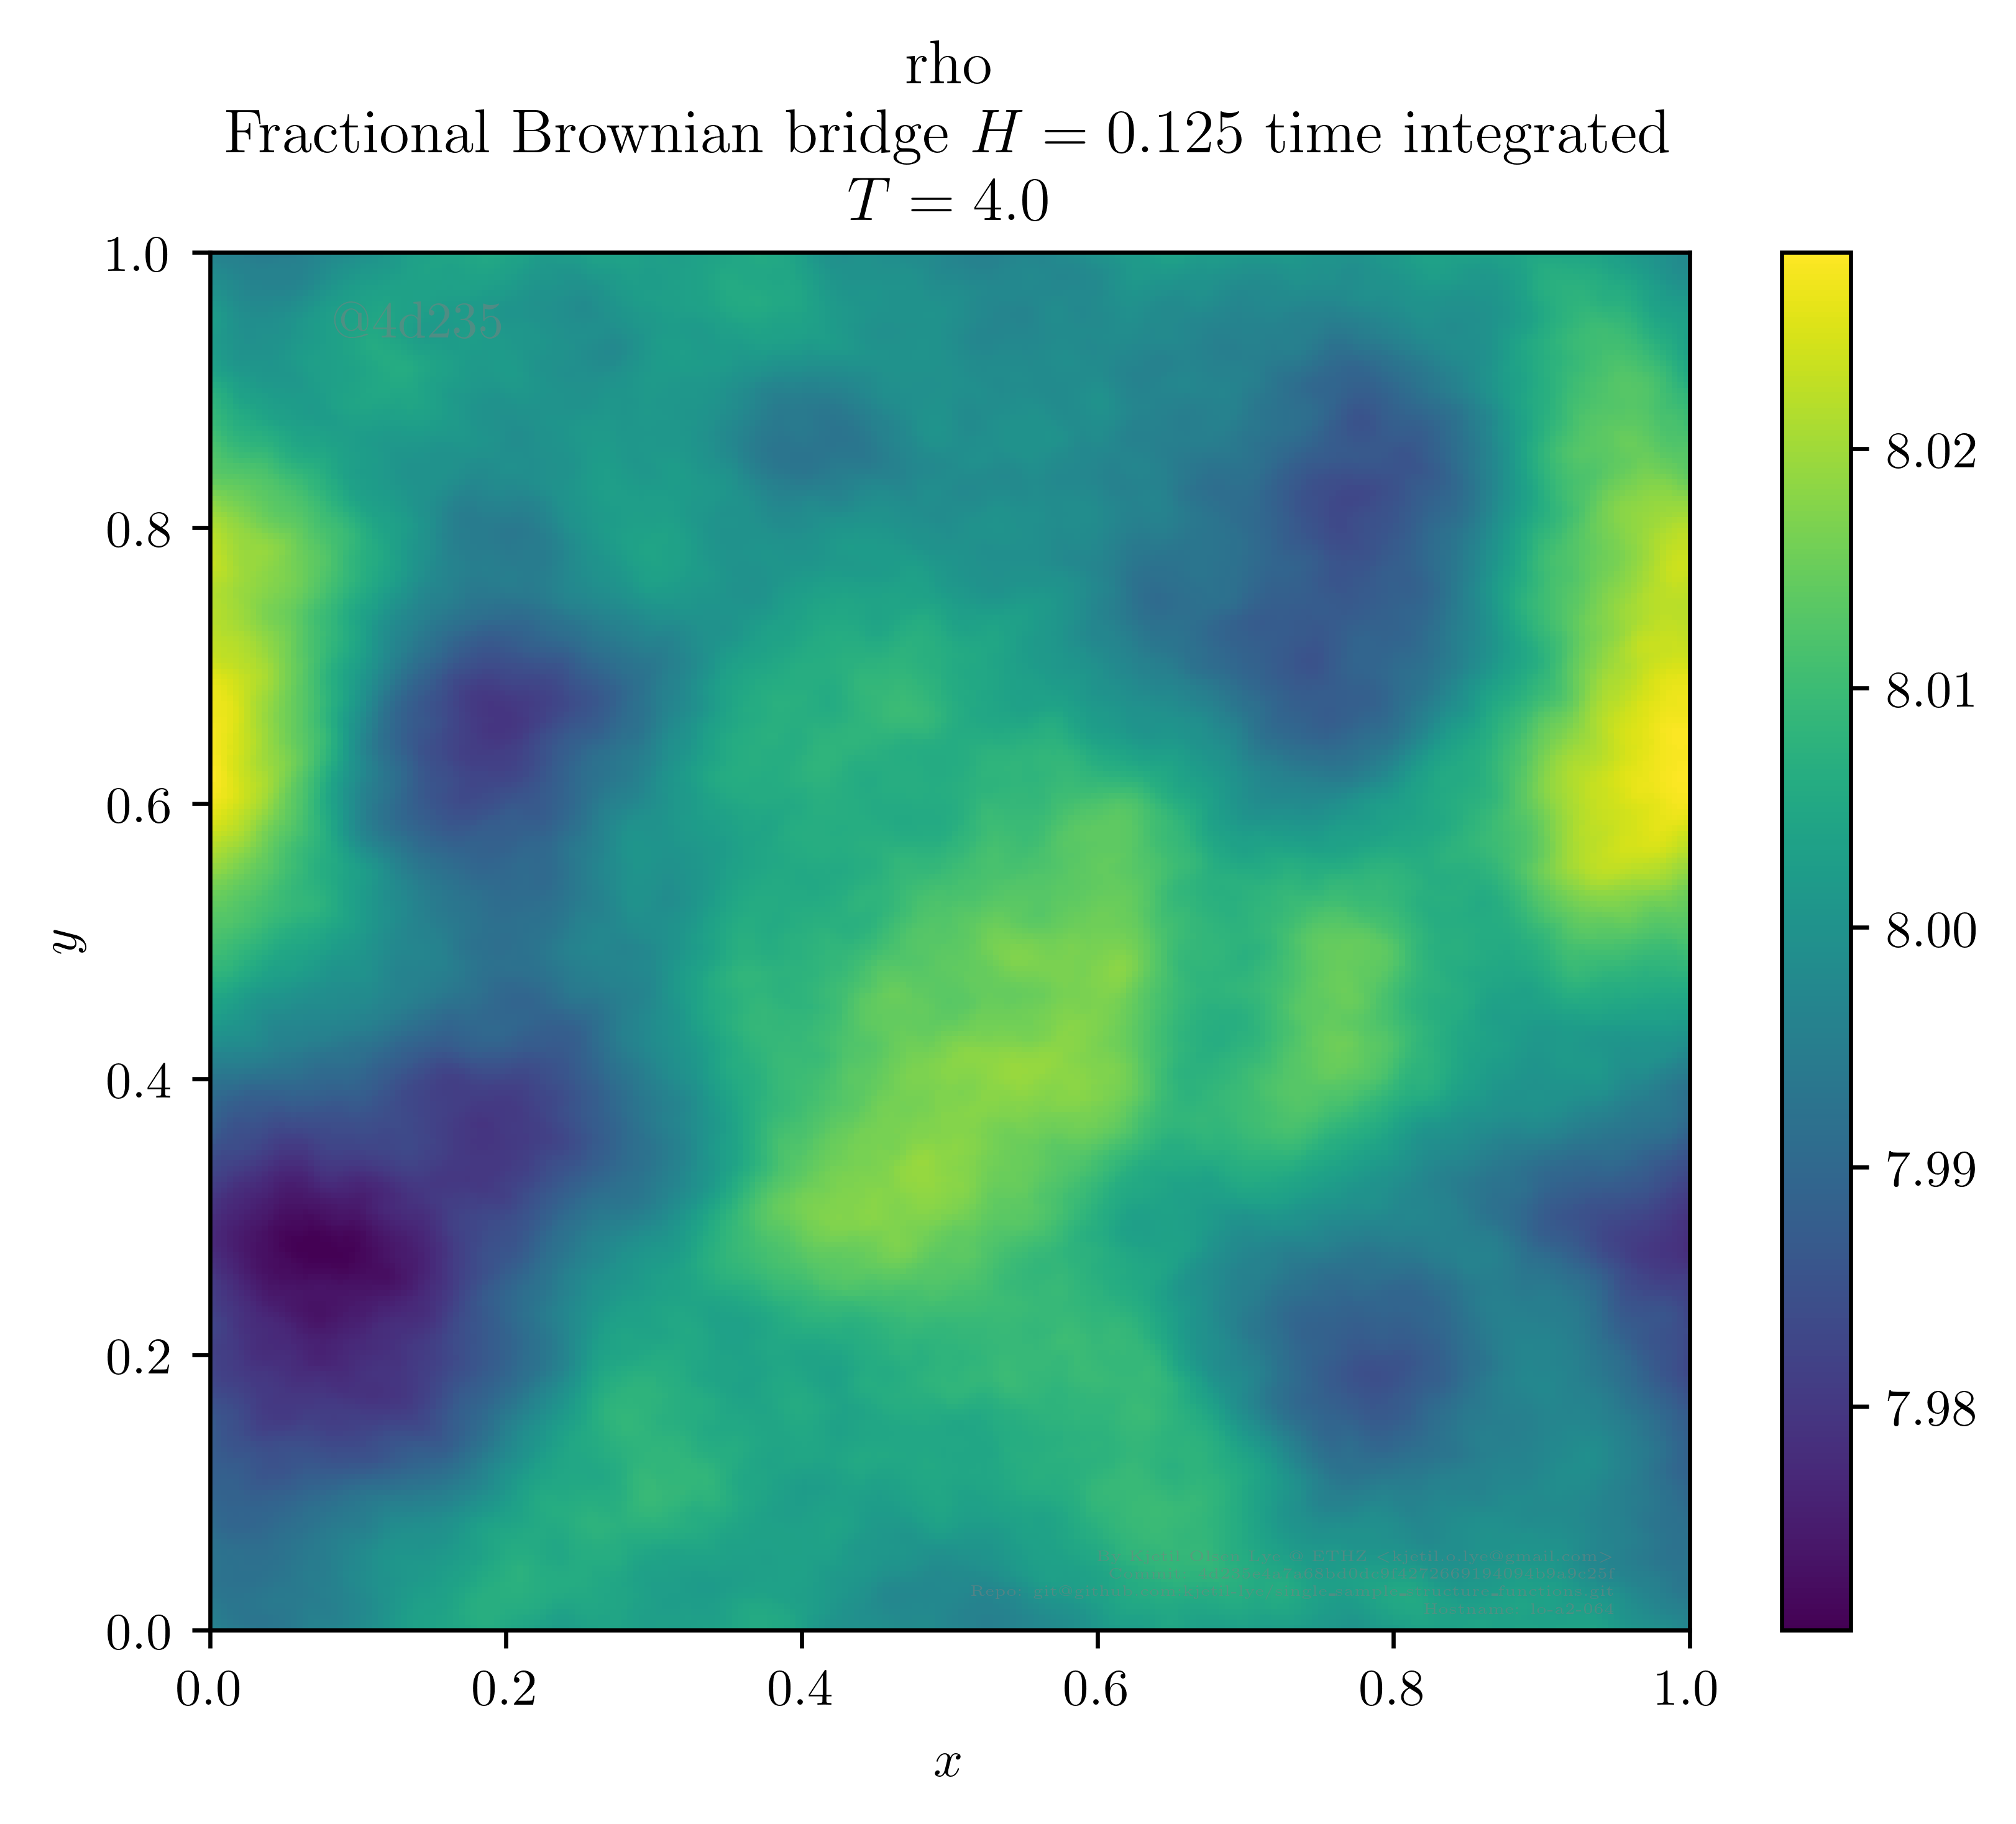 rho
Fractional Brownian bridge H = 0.125 time integrated
T = 4.0
@4d235
1.0
0.8
0.6
0.4
0.2
0.0
y
0.0 0.2 0.4 0.6 0.8 1.0
x
8.02
8.01
8.00
7.99
7.98